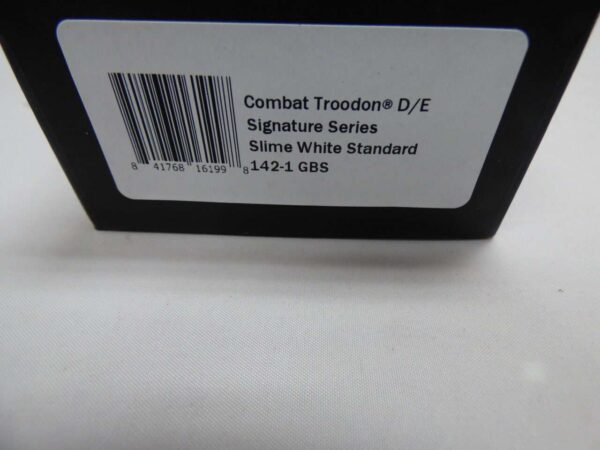 Combat Troodon® D/E
Signature Series
Slime White Standard
142-1 GBS
8 41768 16199 8